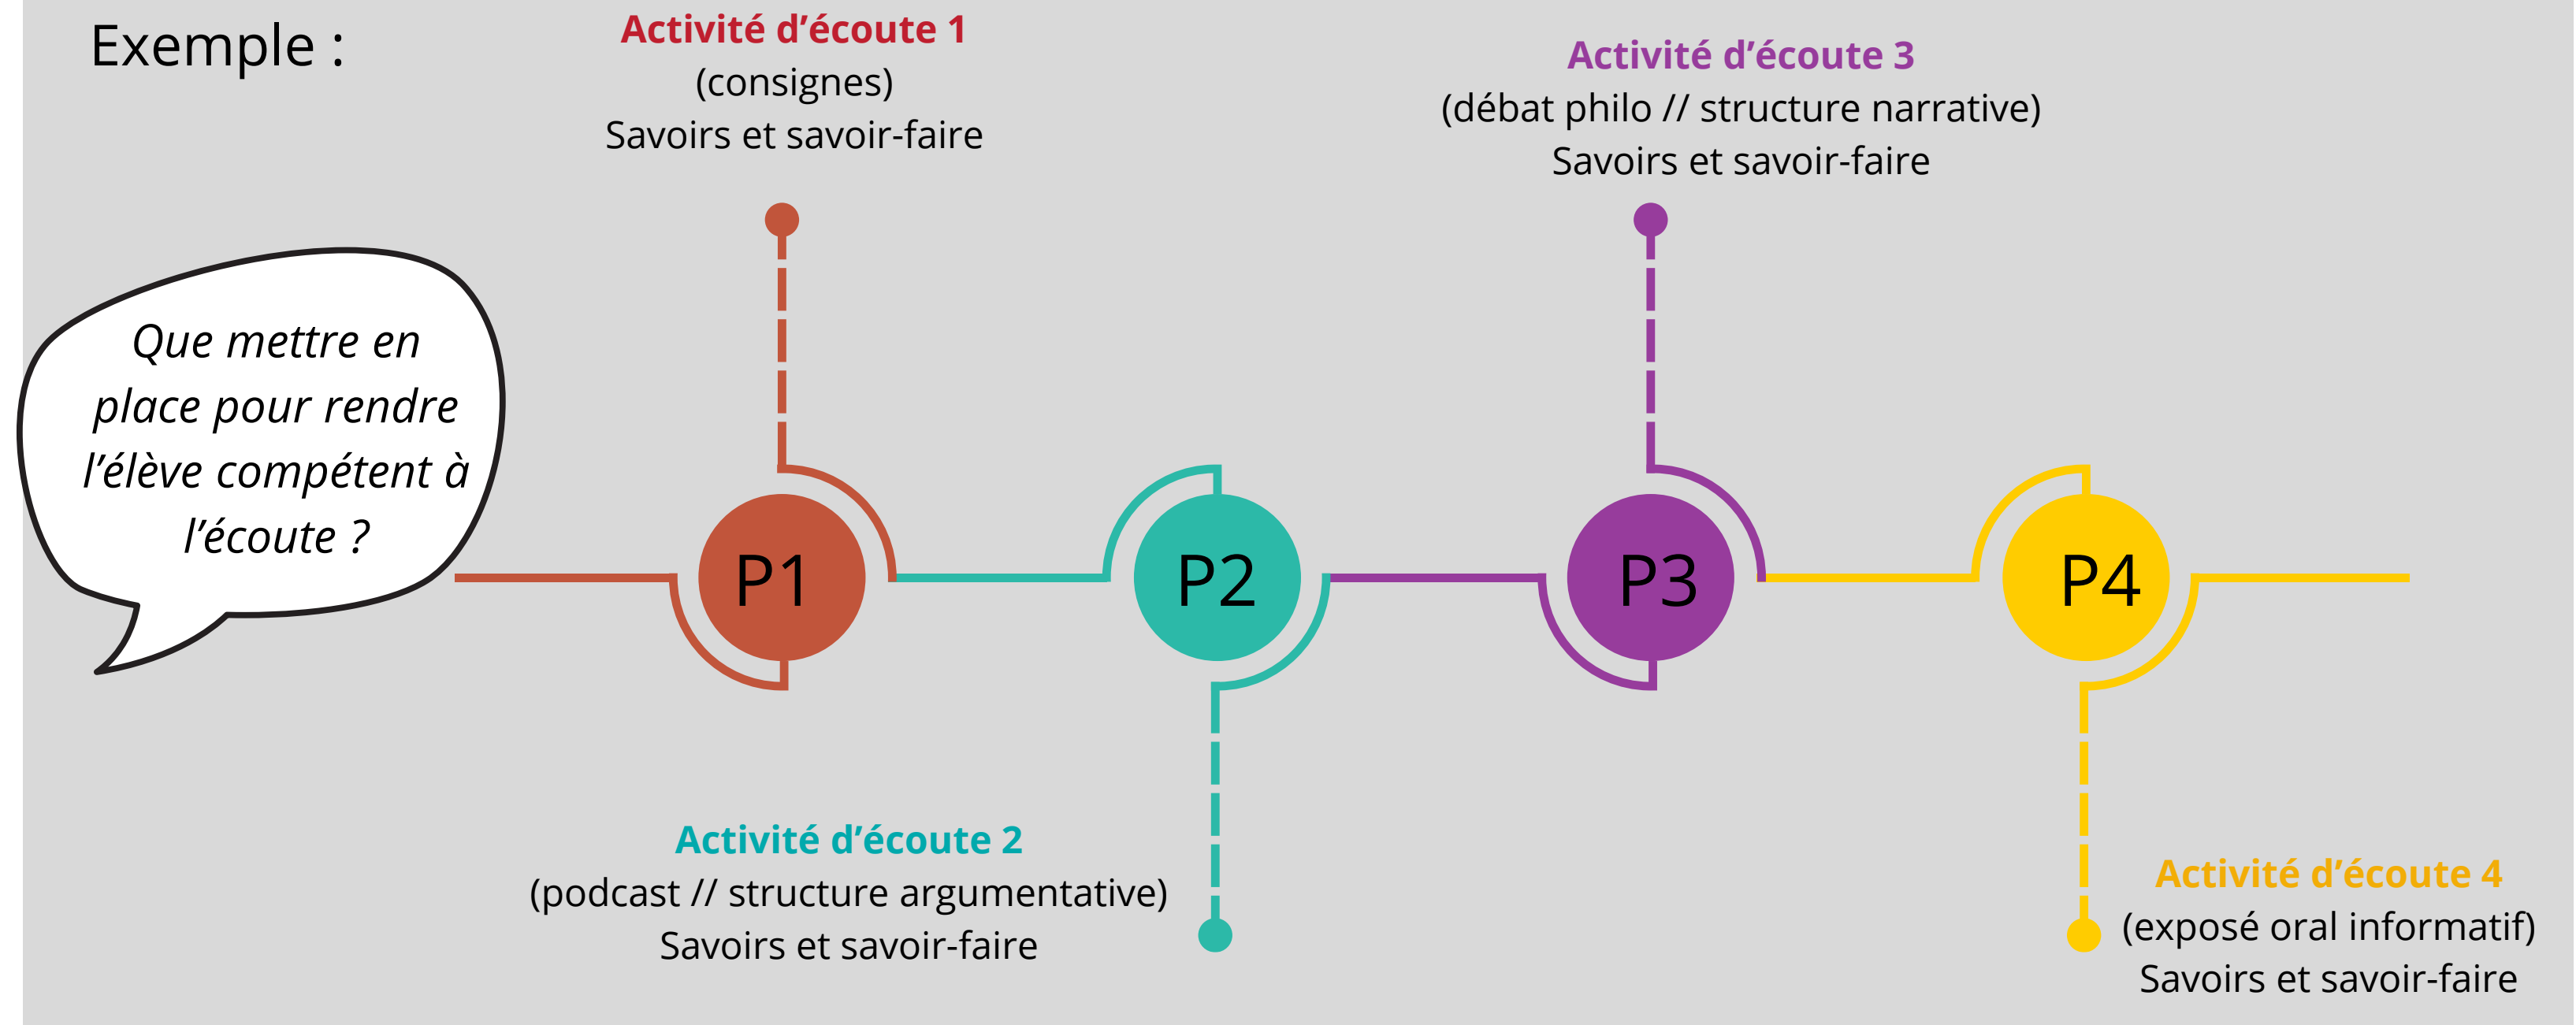 Exemple :
Activité d’écoute 1
(consignes)
Savoirs et savoir-faire
Activité d’écoute 3
(débat philo // structure narrative)
Savoirs et savoir-faire
Que mettre en
place pour rendre
l’élève compétent à
l’écoute ?
P1
P2
P3
P4
Activité d’écoute 2
(podcast // structure argumentative)
Savoirs et savoir-faire
Activité d’écoute 4
(exposé oral informatif)
Savoirs et savoir-faire